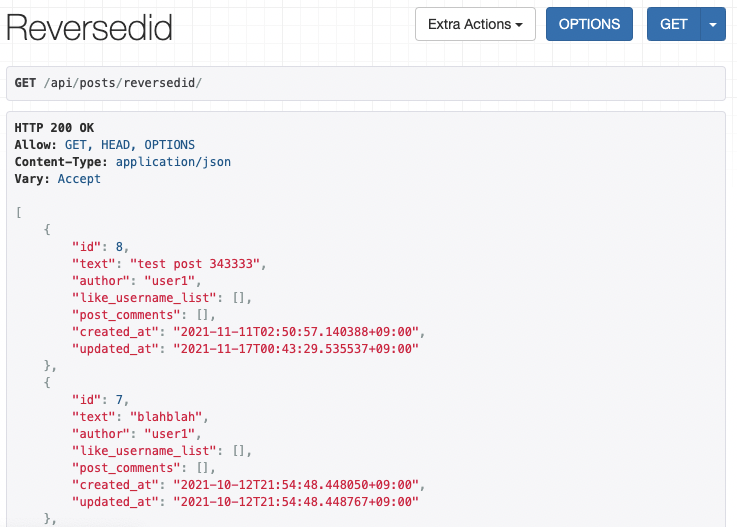 Reversedid
Extra Actions
OPTIONS
GET
GET /api/posts/reversedid/
HTTP 200 OK
Allow: GET, HEAD, OPTIONS
Content-Type: application/json
Vary: Accept
[
    {
        "id": 8,
        "text": "test post 343333",
        "author": "user1",
        "like_username_list": [],
        "post_comments": [],
        "created_at": "2021-11-11T02:50:57.140388+09:00",
        "updated_at": "2021-11-17T00:43:29.535537+09:00"
    },
    {
        "id": 7,
        "text": "blahblah",
        "author": "user1",
        "like_username_list": [],
        "post_comments": [],
        "created_at": "2021-10-12T21:54:48.448050+09:00",
        "updated_at": "2021-10-12T21:54:48.448767+09:00"
    },